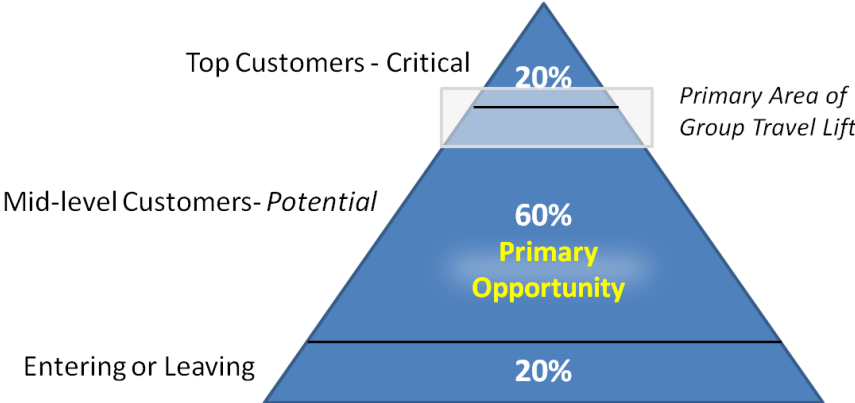 Top Customers - Critical
20%
Primary Area of
Group Travel Lift
Mid-level Customers- Potential
60%
Primary
Opportunity
Entering or Leaving
20%